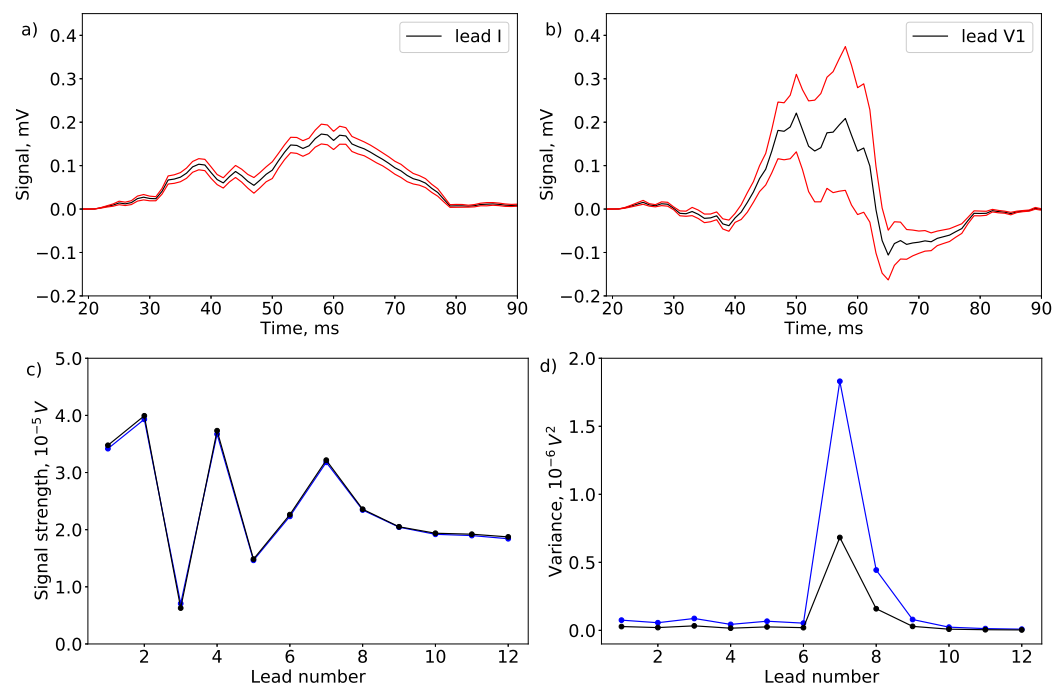 a)
lead I
0.4
0.3
0.2
0.1
0.0
−0.1
−0.2
Signal, mV
20 30 40 50 60 70 80 90
Time, ms
b)
lead V1
0.4
0.3
0.2
0.1
0.0
−0.1
−0.2
Signal, mV
20 30 40 50 60 70 80 90
Time, ms
c)
5.0
4.0
3.0
2.0
1.0
0.0
Signal strength, 10⁻⁵ V
2 4 6 8 10 12
Lead number
d)
2.0
1.5
1.0
0.5
0.0
Variance, 10⁻⁶ V²
2 4 6 8 10 12
Lead number